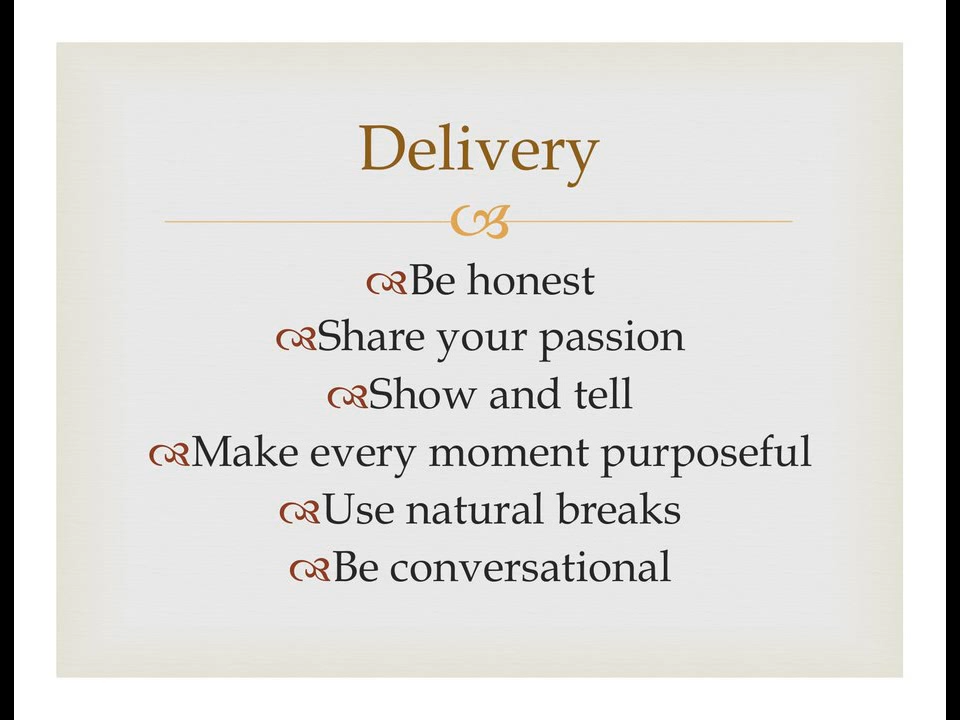 Delivery
Be honest
Share your passion
Show and tell
Make every moment purposeful
Use natural breaks
Be conversational